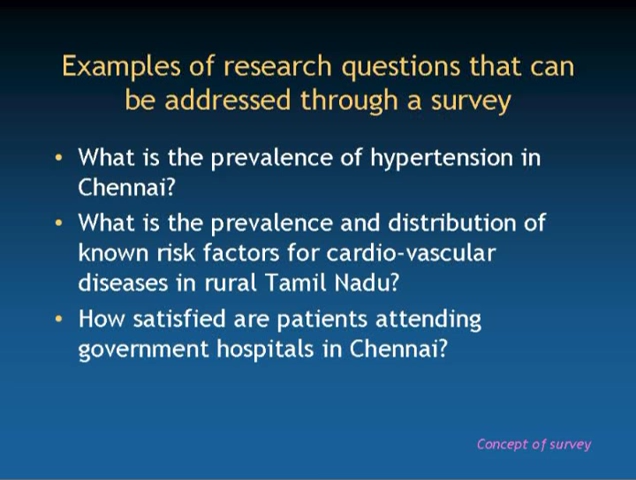 Examples of research questions that can
be addressed through a survey
• What is the prevalence of hypertension in
Chennai?
• What is the prevalence and distribution of
known risk factors for cardio-vascular
diseases in rural Tamil Nadu?
• How satisfied are patients attending
government hospitals in Chennai?
Concept of survey